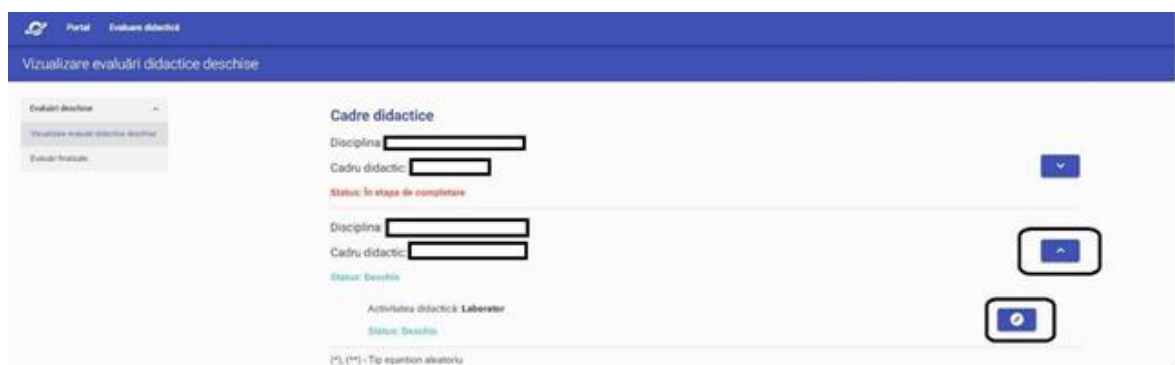 Portal Evaluare didactică
Vizualizare evaluări didactice deschise
Evaluări deschise
Vizualizare evaluări didactice deschise
Evaluări finalizate
Cadre didactice
Disciplina:
Cadru didactic:
Status: În etapa de completare
Disciplina:
Cadru didactic:
Status: Deschis
Activitatea didactică: Laborator
Status: Deschis
(*), (**) - Tip eșantion aleatoriu